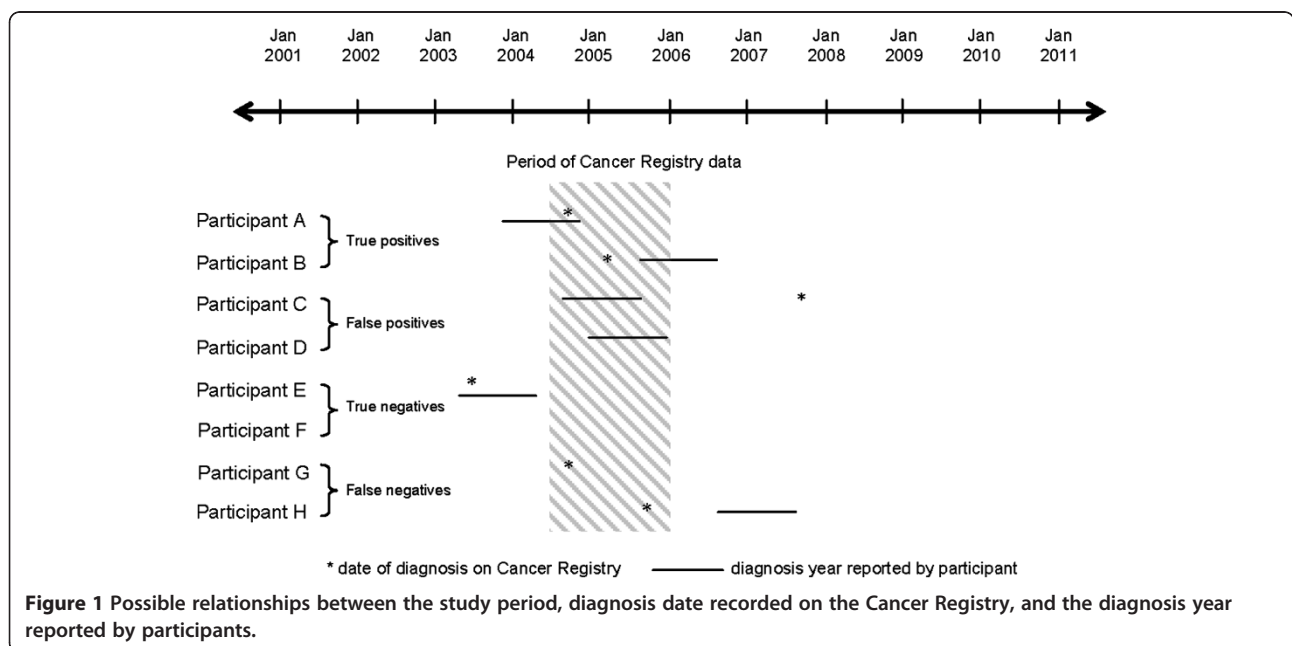 Jan Jan Jan Jan Jan Jan Jan Jan Jan Jan Jan
2001 2002 2003 2004 2005 2006 2007 2008 2009 2010 2011
Period of Cancer Registry data
Participant A
True positives
Participant B
Participant C
False positives
Participant D
Participant E
True negatives
Participant F
Participant G
False negatives
Participant H
* date of diagnosis on Cancer Registry diagnosis year reported by participant
Figure 1 Possible relationships between the study period, diagnosis date recorded on the Cancer Registry, and the diagnosis year
reported by participants.